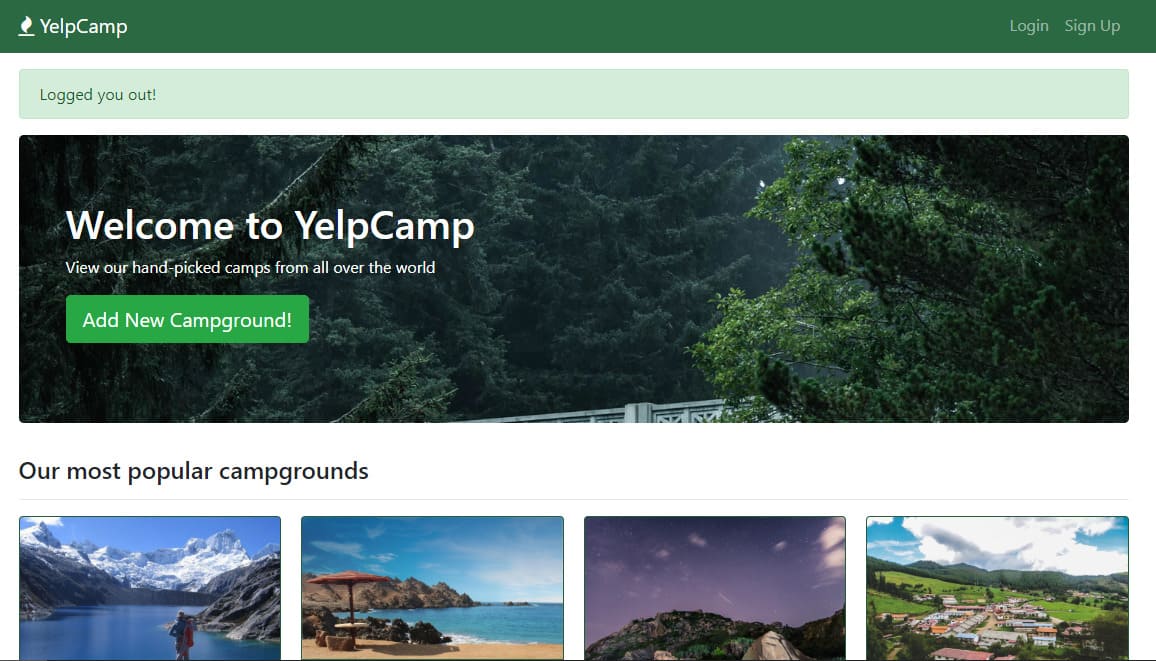 YelpCamp
Login
Sign Up
Logged you out!
Welcome to YelpCamp
View our hand-picked camps from all over the world
Add New Campground!
Our most popular campgrounds